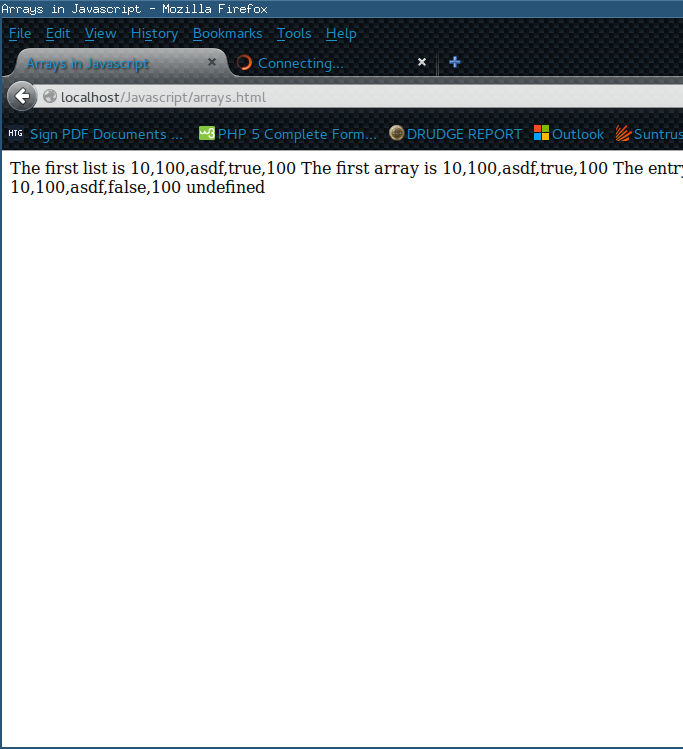 Arrays in Javascript - Mozilla Firefox
File Edit View History Bookmarks Tools Help
Arrays in Javascript Connecting...
localhost/Javascript/arrays.html
HTG Sign PDF Documents ... PHP 5 Complete Form... DRUDGE REPORT Outlook Suntrus
The first list is 10,100,asdf,true,100 The first array is 10,100,asdf,true,100 The entry
10,100,asdf,false,100 undefined